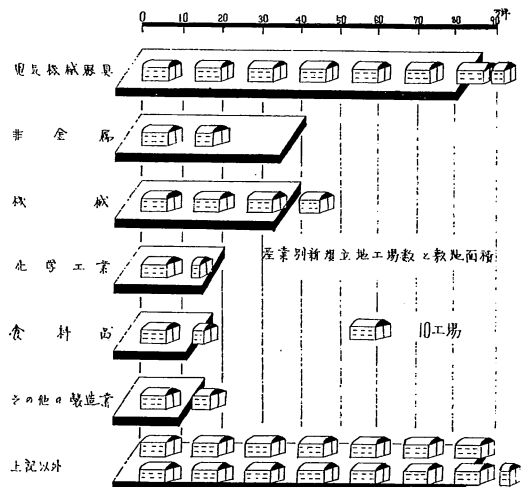 0 10 20 30 40 50 60 70 80 90 万坪
電気機械器具
非金属
機械
化学工業
産業別新規立地工場数と敷地面積
食料品
10工場
その他の製造業
上記以外